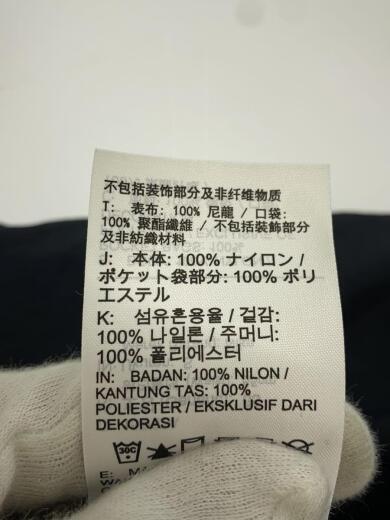 不包括装饰部分及非纤维物质
T: 表布: 100% 尼龍 / 口袋:
100% 聚酯纖維 / 不包括裝飾部分
及非紡織材料
J: 本体: 100% ナイロン /
ポケット袋部分: 100% ポリ
エステル
K: 섬유혼용율 / 겉감:
100% 나일론 / 주머니:
100% 폴리에스터
IN: BADAN: 100% NILON /
KANTUNG TAS: 100%
POLIESTER / EKSKLUSIF DARI
DEKORASI
30C
E: